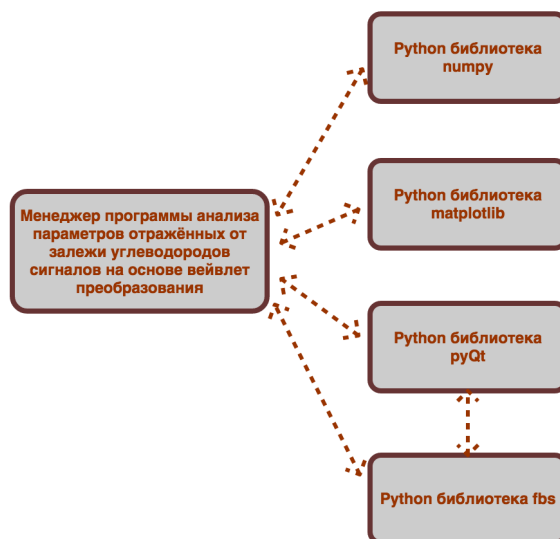 Python библиотека
numpy
Python библиотека
matplotlib
Менеджер программы анализа
параметров отражённых от
залежи углеводородов
сигналов на основе вейвлет
преобразования
Python библиотека
pyQt
Python библиотека fbs